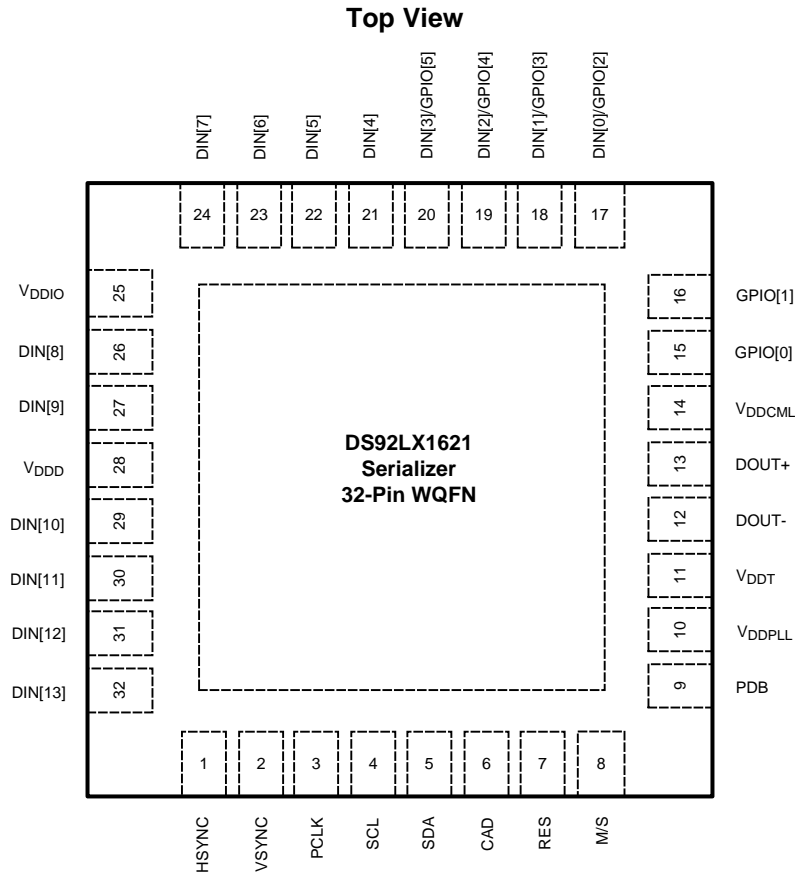 Top View
DIN[7]
DIN[6]
DIN[5]
DIN[4]
DIN[3]/GPIO[5]
DIN[2]/GPIO[4]
DIN[1]/GPIO[3]
DIN[0]/GPIO[2]
24
23
22
21
20
19
18
17
VDDIO
25
DIN[8]
26
DIN[9]
27
VDDD
28
DIN[10]
29
DIN[11]
30
DIN[12]
31
DIN[13]
32
DS92LX1621
Serializer
32-Pin WQFN
16
GPIO[1]
15
GPIO[0]
14
VDDCML
13
DOUT+
12
DOUT-
11
VDDT
10
VDDPLL
9
PDB
1
2
3
4
5
6
7
8
HSYNC
VSYNC
PCLK
SCL
SDA
CAD
RES
M/S